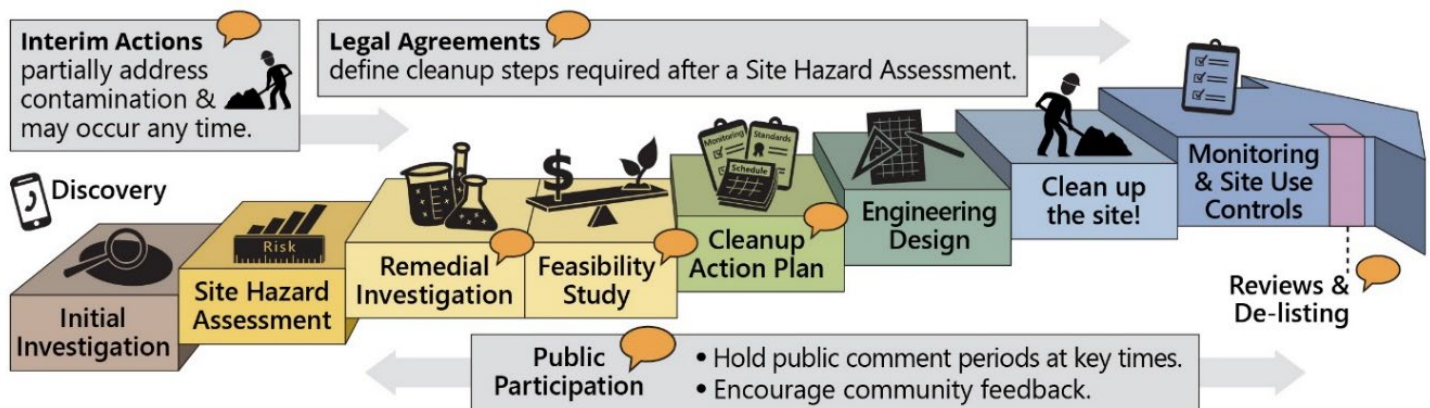 Interim Actions
partially address
contamination &
may occur any time.
Legal Agreements
define cleanup steps required after a Site Hazard Assessment.
Discovery
Initial
Investigation
Risk
Site Hazard
Assessment
Remedial
Investigation
$
Feasibility
Study
Monitoring
Standards
Schedule
Cleanup
Action Plan
Engineering
Design
Clean up
the site!
Monitoring
& Site Use
Controls
Reviews &
De-listing
Public
Participation
• Hold public comment periods at key times.
• Encourage community feedback.